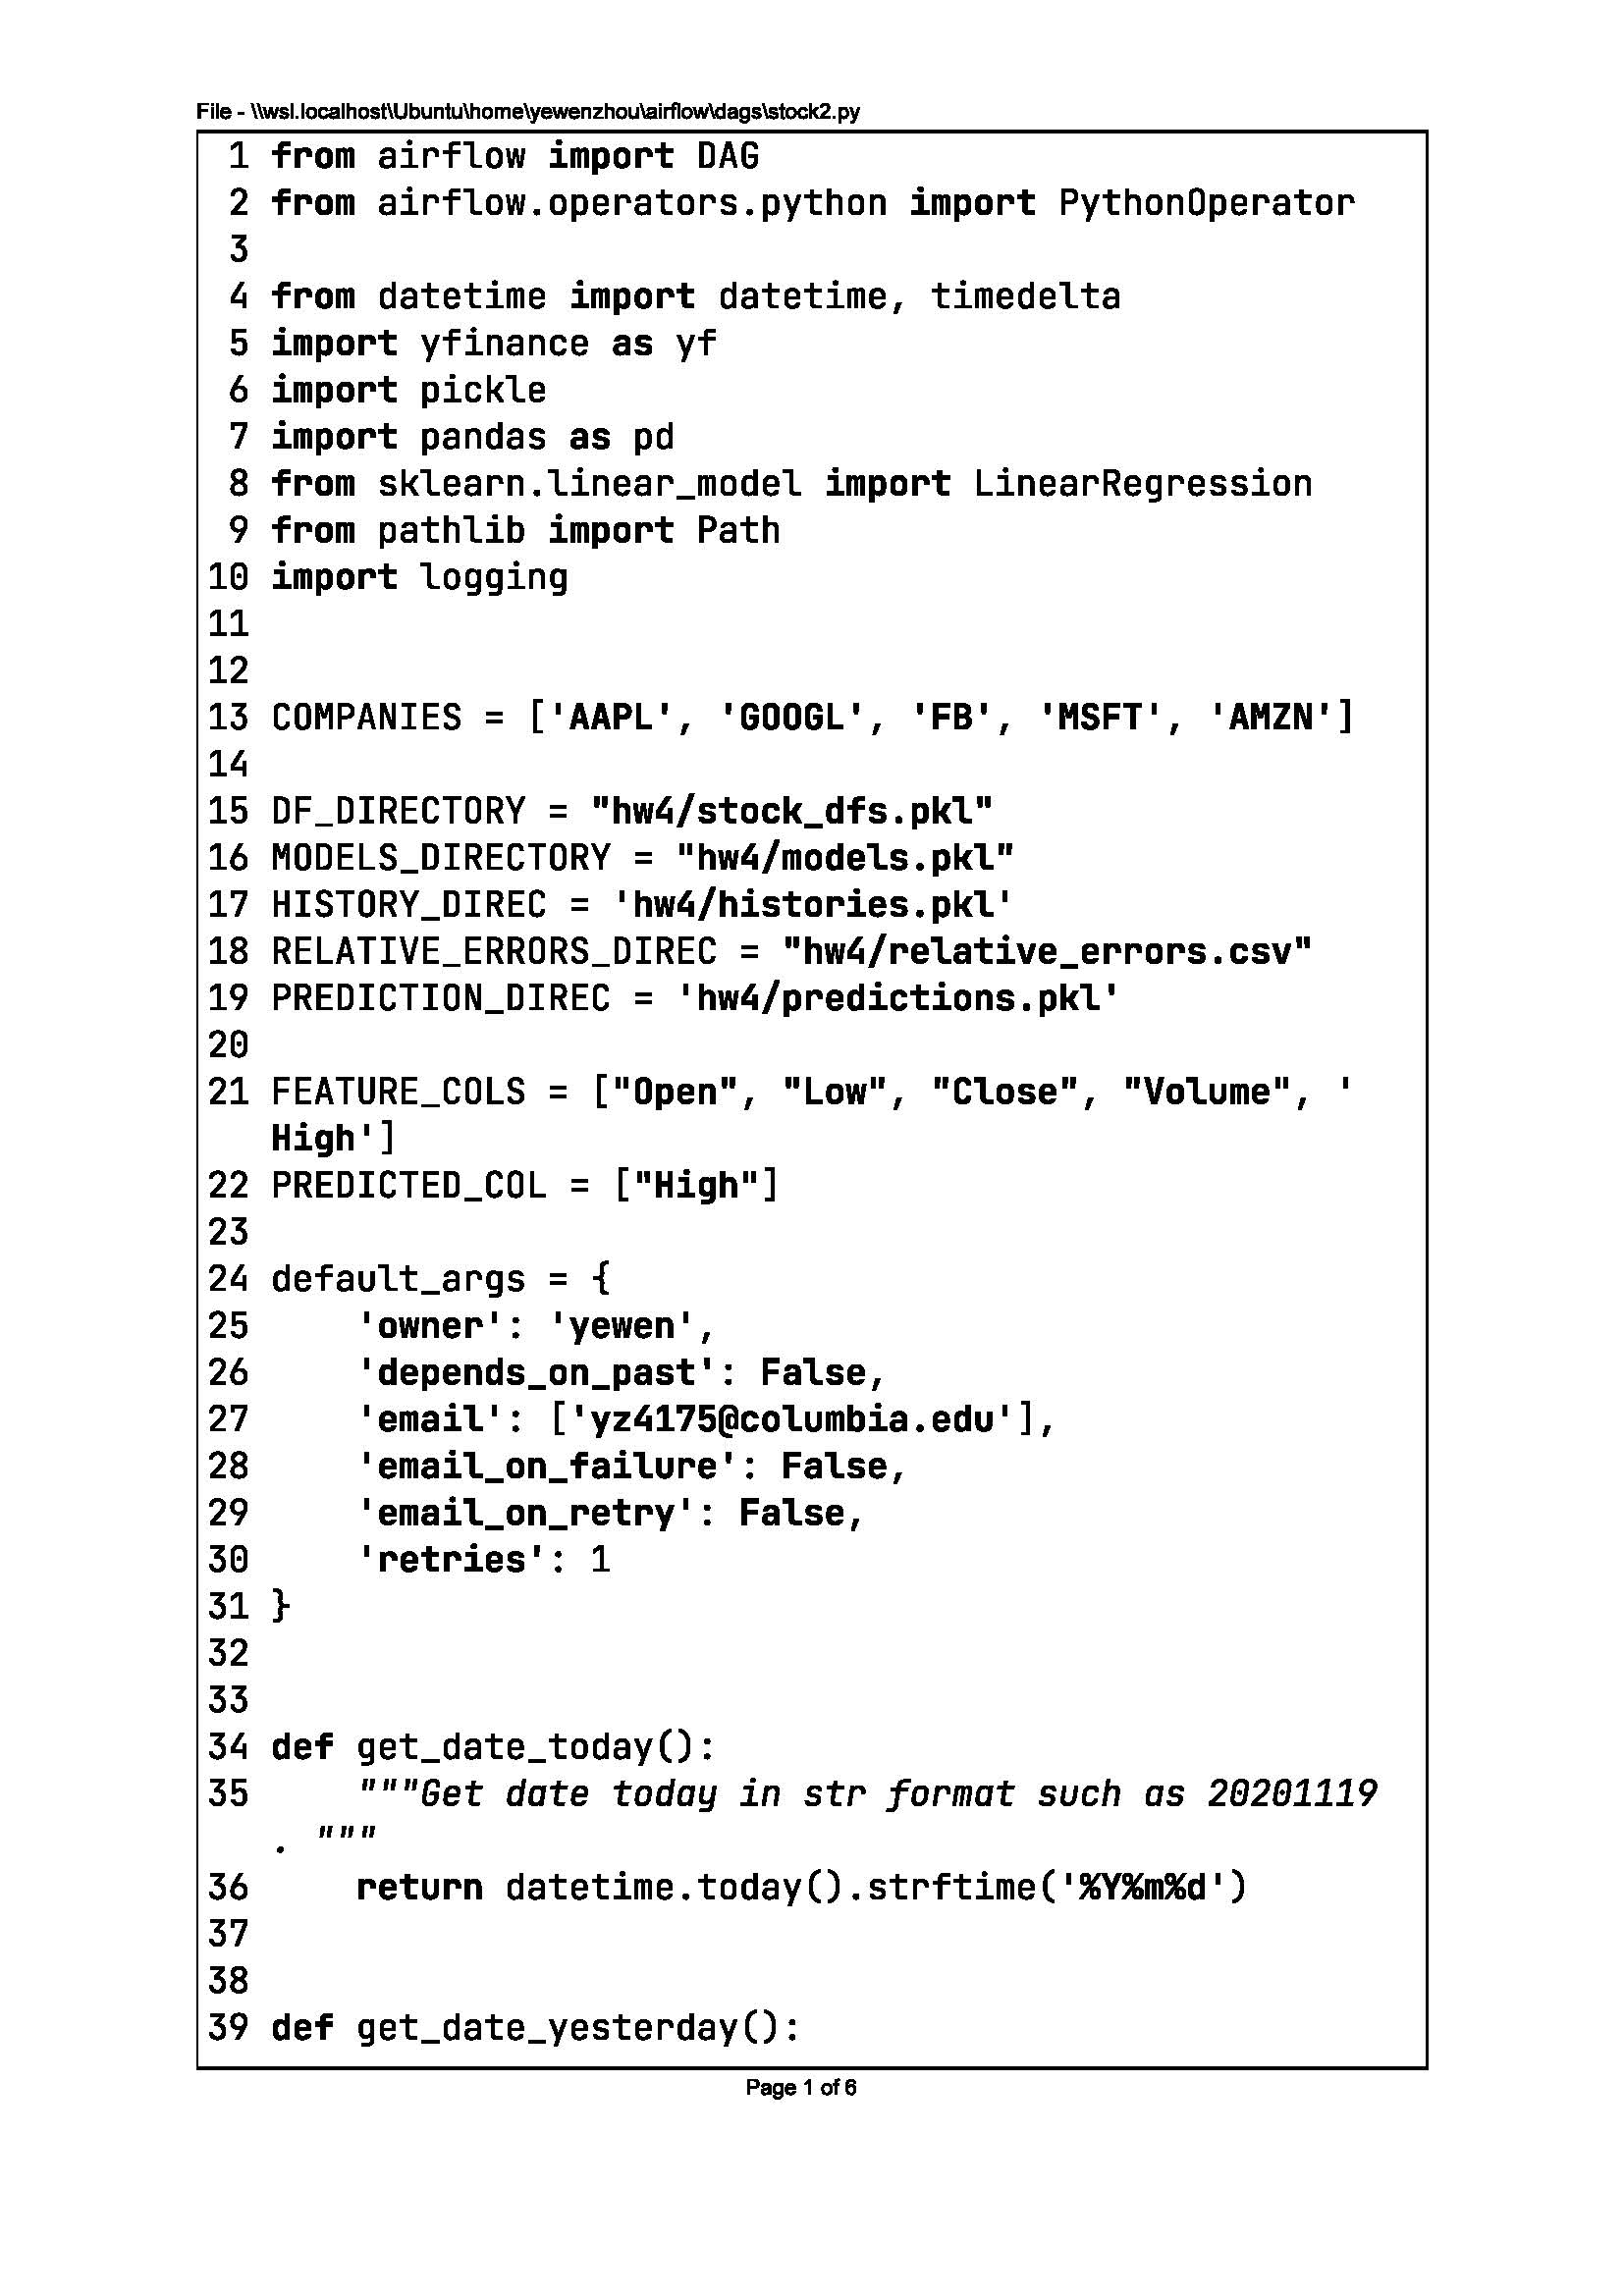 File - \\wsl.localhost\Ubuntu\home\yewenzhou\airflow\dags\stock2.py
1 from airflow import DAG
2 from airflow.operators.python import PythonOperator
3
4 from datetime import datetime, timedelta
5 import yfinance as yf
6 import pickle
7 import pandas as pd
8 from sklearn.linear_model import LinearRegression
9 from pathlib import Path
10 import logging
11
12
13 COMPANIES = ['AAPL', 'GOOGL', 'FB', 'MSFT', 'AMZN']
14
15 DF_DIRECTORY = "hw4/stock_dfs.pkl"
16 MODELS_DIRECTORY = "hw4/models.pkl"
17 HISTORY_DIREC = 'hw4/histories.pkl'
18 RELATIVE_ERRORS_DIREC = "hw4/relative_errors.csv"
19 PREDICTION_DIREC = 'hw4/predictions.pkl'
20
21 FEATURE_COLS = ["Open", "Low", "Close", "Volume", '
High']
22 PREDICTED_COL = ["High"]
23
24 default_args = {
25     'owner': 'yewen',
26     'depends_on_past': False,
27     'email': ['yz4175@columbia.edu'],
28     'email_on_failure': False,
29     'email_on_retry': False,
30     'retries': 1
31 }
32
33
34 def get_date_today():
35     """Get date today in str format such as 20201119
. """
36     return datetime.today().strftime('%Y%m%d')
37
38
39 def get_date_yesterday():
Page 1 of 6